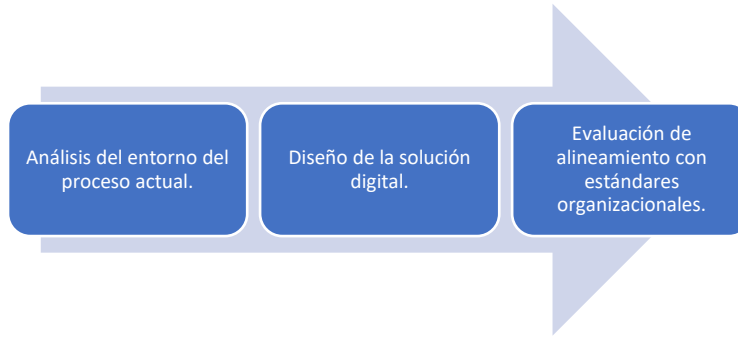 Análisis del entorno del
proceso actual.
Diseño de la solución
digital.
Evaluación de
alineamiento con
estándares
organizacionales.